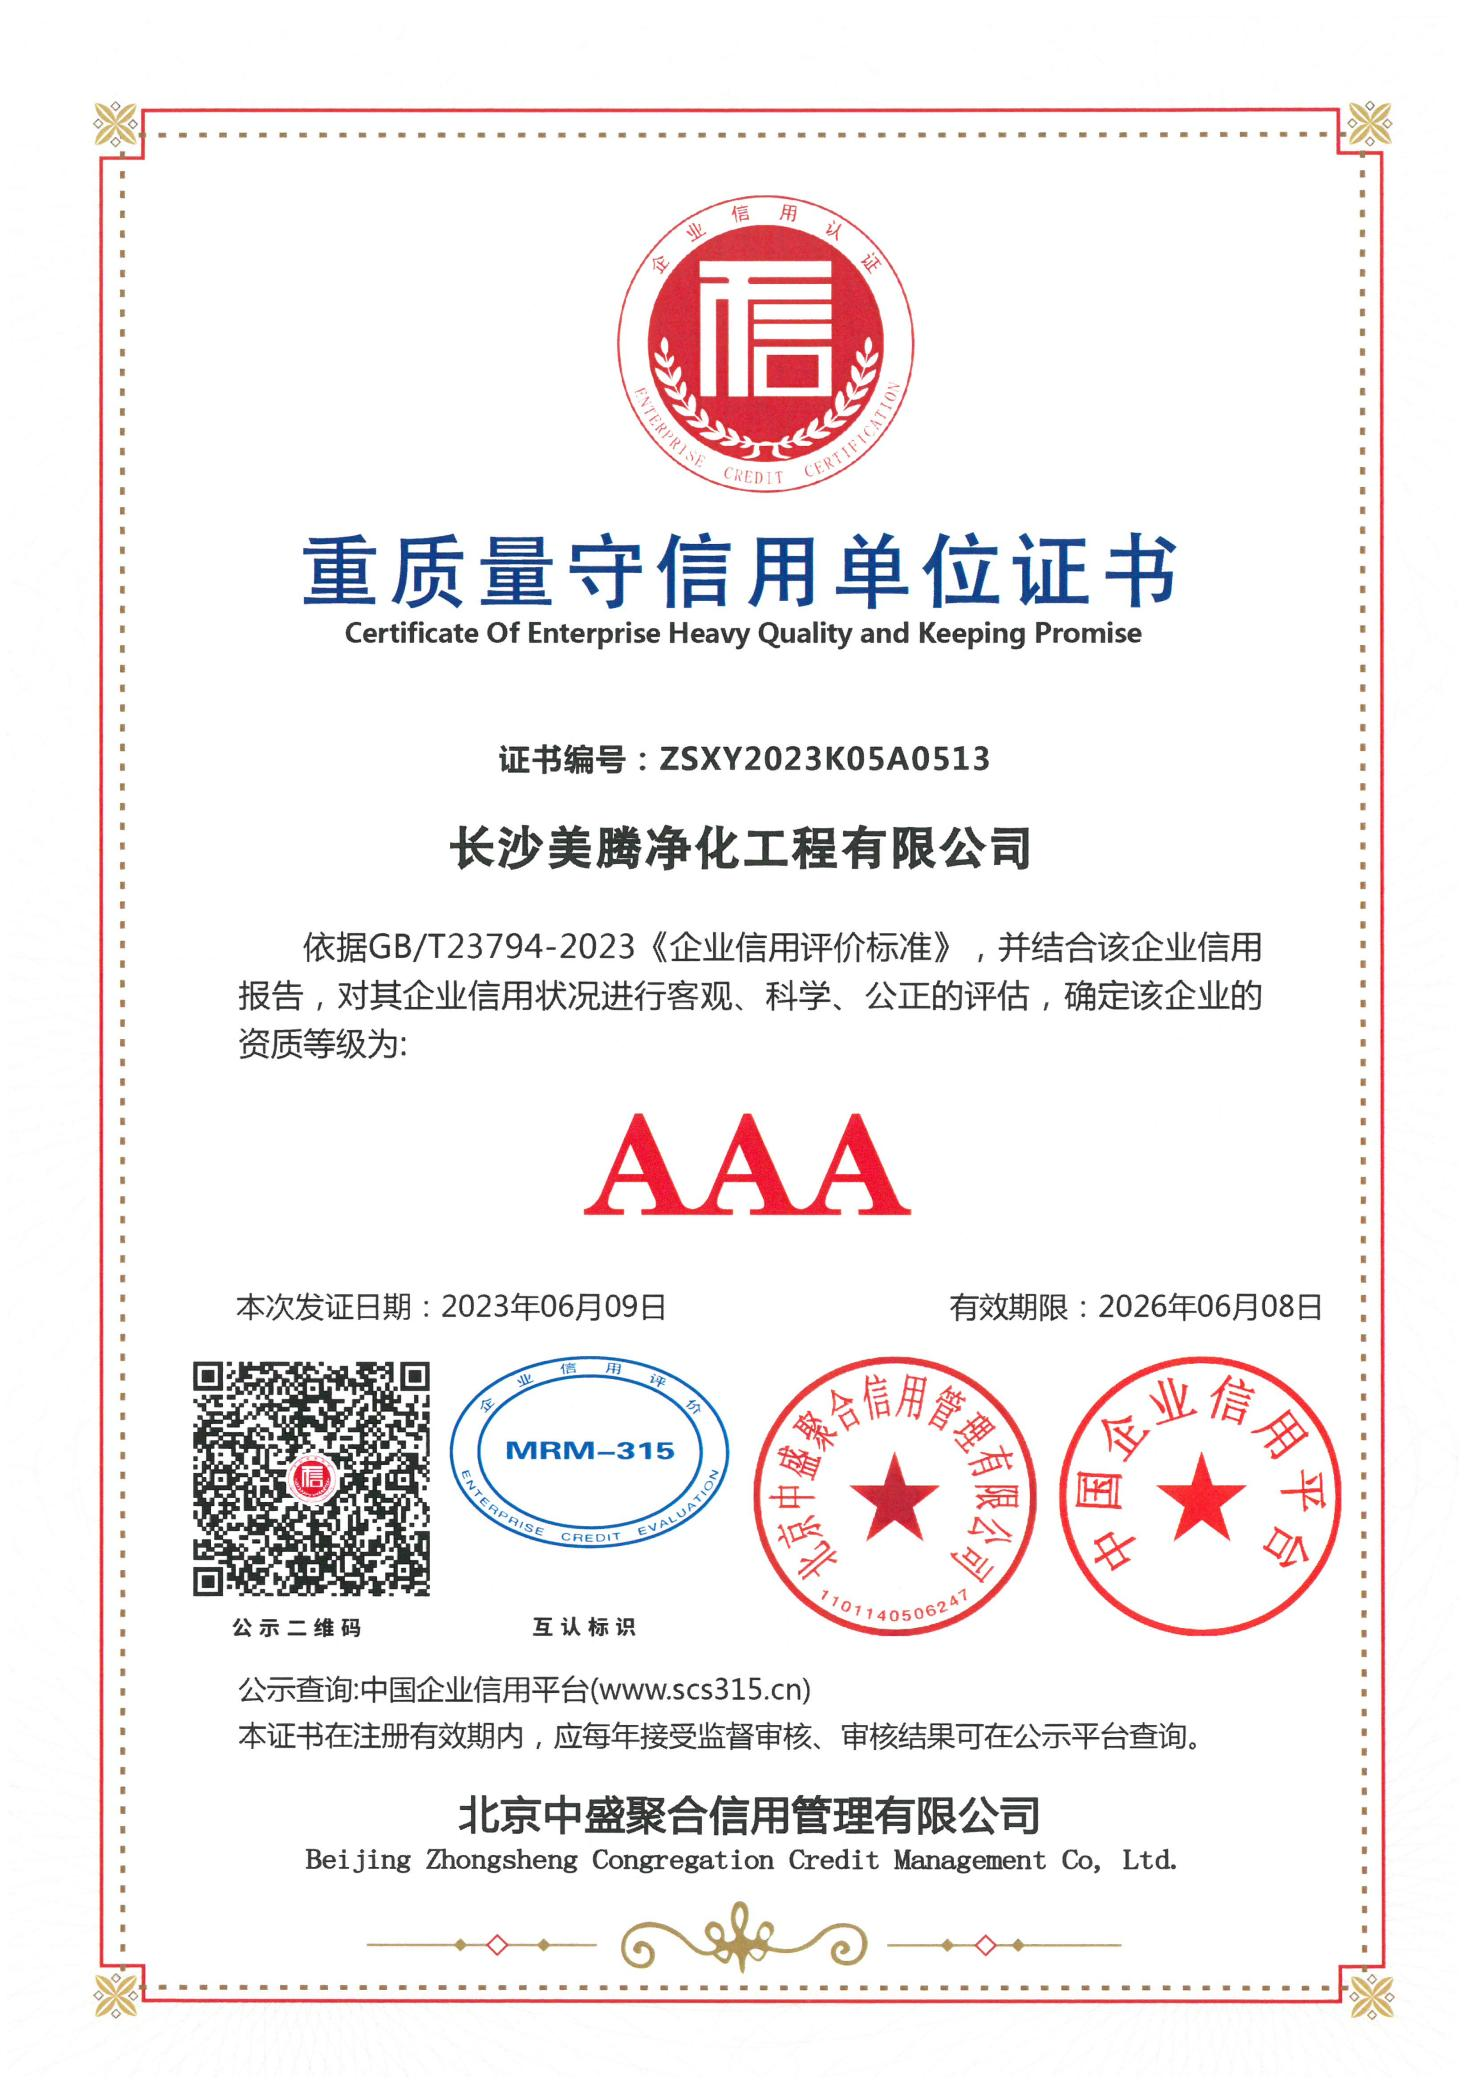 企业信用认证
信
ENTERPRISE CREDIT CERTIFICATION
重质量守信用单位证书
Certificate Of Enterprise Heavy Quality and Keeping Promise
证书编号：ZSXY2023K05A0513
长沙美腾净化工程有限公司
依据GB/T23794-2023《企业信用评价标准》，并结合该企业信用
报告，对其企业信用状况进行客观、科学、公正的评估，确定该企业的
资质等级为:
AAA
本次发证日期：2023年06月09日
有效期限：2026年06月08日
信
企业信用评价
MRM-315
ENTERPRISE CREDIT EVALUATION
北京中盛聚合信用管理有限公司
1101140506247
中国企业信用平台
公示二维码
互认标识
公示查询:中国企业信用平台(www.scs315.cn)
本证书在注册有效期内，应每年接受监督审核、审核结果可在公示平台查询。
北京中盛聚合信用管理有限公司
Beijing Zhongsheng Congregation Credit Management Co, Ltd.